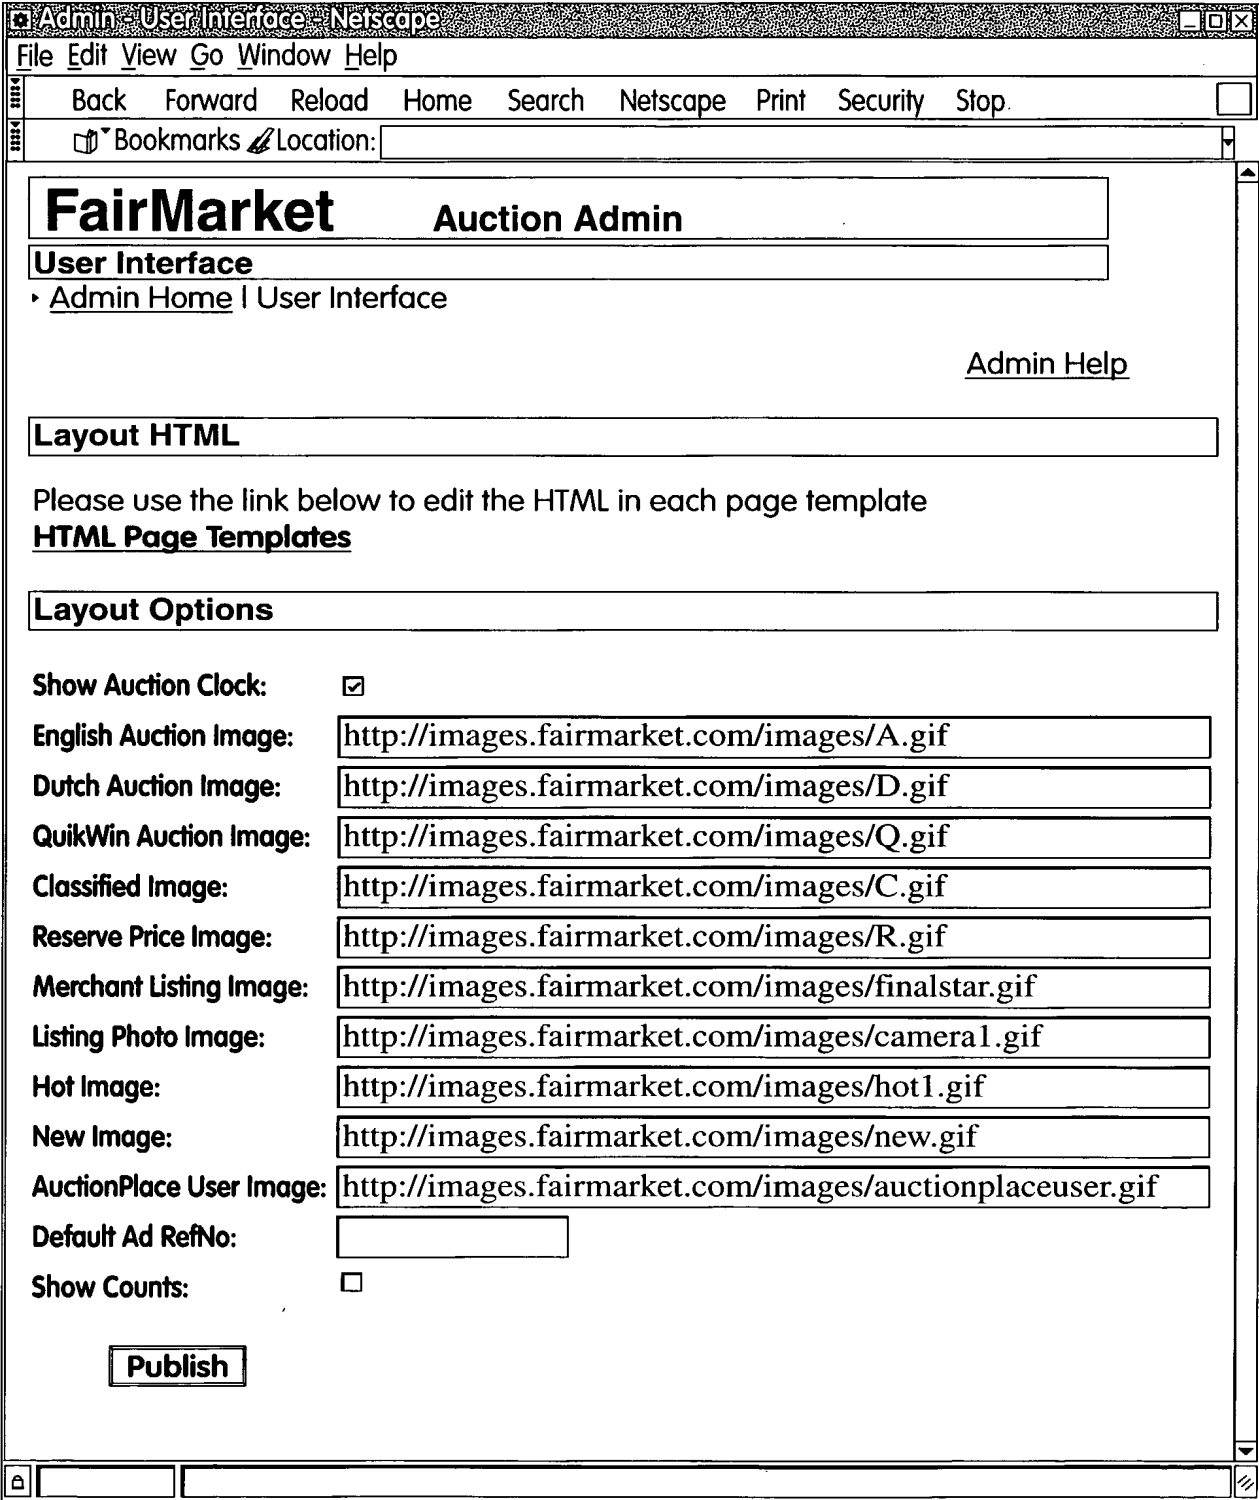 Admin - User Interface - Netscape
File Edit View Go Window Help
Back Forward Reload Home Search Netscape Print Security Stop
Bookmarks Location:
FairMarket Auction Admin
User Interface
Admin Home | User Interface
Admin Help
Layout HTML
Please use the link below to edit the HTML in each page template
HTML Page Templates
Layout Options
Show Auction Clock:
English Auction Image: http://images.fairmarket.com/images/A.gif
Dutch Auction Image: http://images.fairmarket.com/images/D.gif
QuikWin Auction Image: http://images.fairmarket.com/images/Q.gif
Classified Image: http://images.fairmarket.com/images/C.gif
Reserve Price Image: http://images.fairmarket.com/images/R.gif
Merchant Listing Image: http://images.fairmarket.com/images/finalstar.gif
Listing Photo Image: http://images.fairmarket.com/images/camera1.gif
Hot Image: http://images.fairmarket.com/images/hot1.gif
New Image: http://images.fairmarket.com/images/new.gif
AuctionPlace User Image: http://images.fairmarket.com/images/auctionplaceuser.gif
Default Ad RefNo:
Show Counts:
Publish